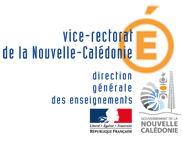 vice-rectorat
de la Nouvelle-Calédonie
direction
générale
des enseignements
Liberté • Égalité • Fraternité
RÉPUBLIQUE FRANÇAISE
GOUVERNEMENT DE LA
NOUVELLE
CALÉDONIE